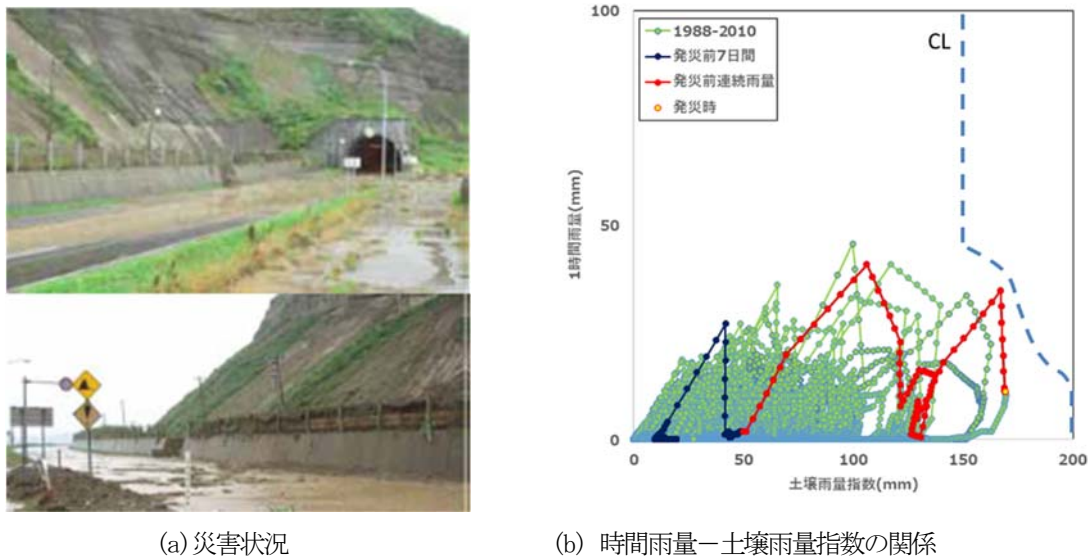 100
50
0
0
50
100
150
200
1時間雨量(mm)
土壌雨量指数(mm)
CL
1988-2010
発災前7日間
発災前連続雨量
発災時
(a) 災害状況
(b) 時間雨量－土壌雨量指数の関係